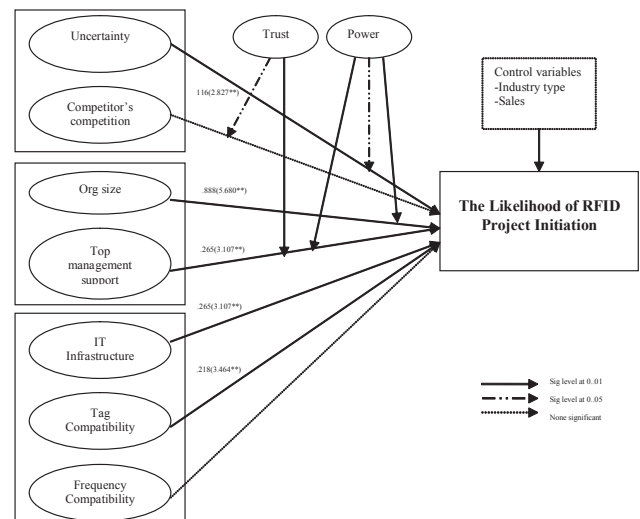 Uncertainty
Trust
Power
Control variables
-Industry type
-Sales
116(2.827**)
Competitor's
competition
Org size
.888(5.680**)
The Likelihood of RFID
Project Initiation
Top
management
support
.265(3.107**)
IT
Infrastructure
.265(3.107**)
.218(3.464**)
Tag
Compatibility
Frequency
Compatibility
Sig level at 0.01
Sig level at 0.05
None significant